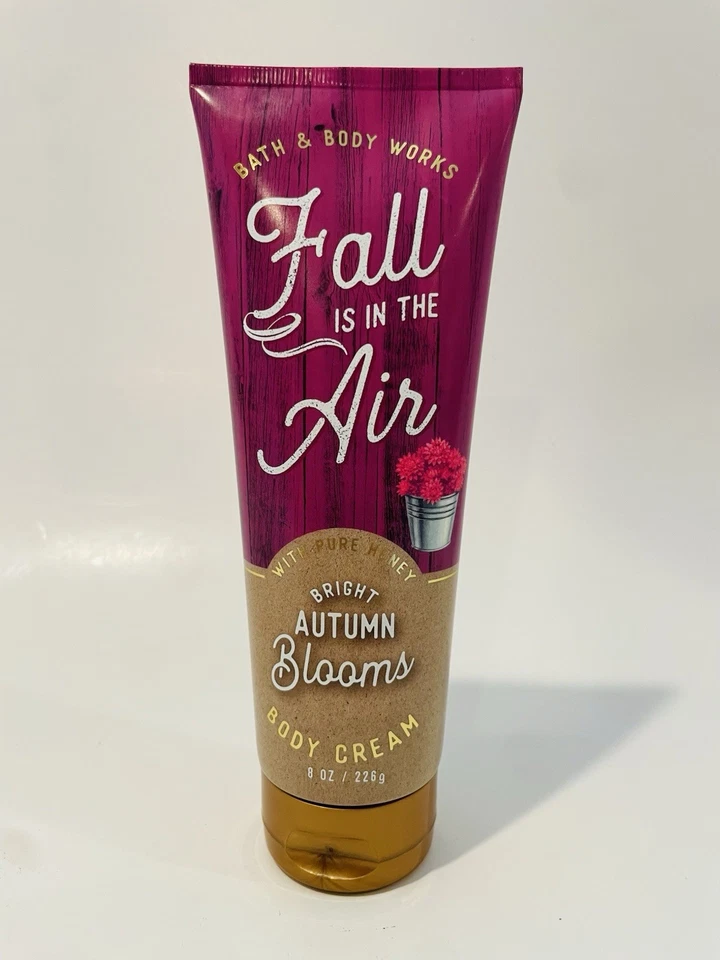 BATH & BODY WORKS
Fall
IS IN THE
Air
WITH PURE HONEY
BRIGHT
AUTUMN
Blooms
BODY CREAM
8 OZ / 226g